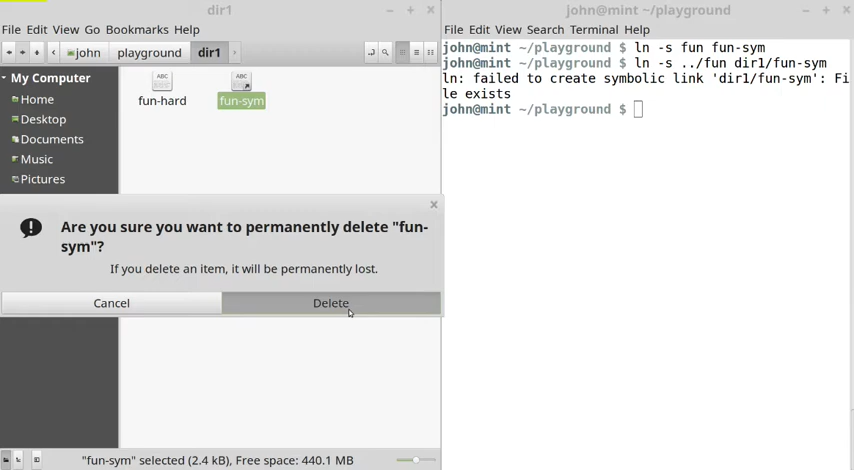 dir1
File Edit View Go Bookmarks Help
john playground dir1
My Computer
Home
Desktop
Documents
Music
Pictures
ABC
fun-hard
ABC
fun-sym
Are you sure you want to permanently delete "fun-
sym"?
If you delete an item, it will be permanently lost.
Cancel Delete
"fun-sym" selected (2.4 kB), Free space: 440.1 MB
john@mint ~/playground
File Edit View Search Terminal Help
john@mint ~/playground $ ln -s fun fun-sym
john@mint ~/playground $ ln -s ../fun dir1/fun-sym
ln: failed to create symbolic link 'dir1/fun-sym': Fi
le exists
john@mint ~/playground $